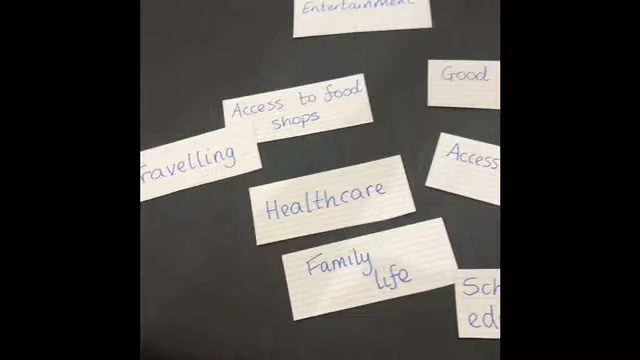 Entertainment
Good
Access to food
shops
Access
Travelling
Healthcare
Family
life
Sch
ed